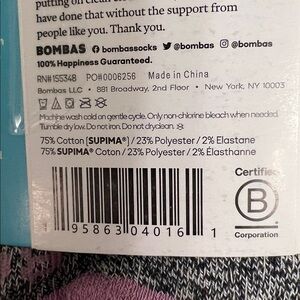 putting on clean
have done that without the support from
people like you. Thank you.
BOMBAS bombassocks @bombas @bombas
100% Happiness Guaranteed.
RN#155348 PO#0006256 Made in China
Bombas LLC • 881 Broadway, 2nd Floor • New York, NY 10003
Machine wash cold on gentle cycle. Only non-chlorine bleach when needed.
Tumble dry low. Do not iron. Do not dryclean.
75% Cotton [SUPIMA®] / 23% Polyester / 2% Elastane
75% SUPIMA® Coton / 23% Polyester / 2% Élasthanne
Certified
B
Corporation
95863 04016 1